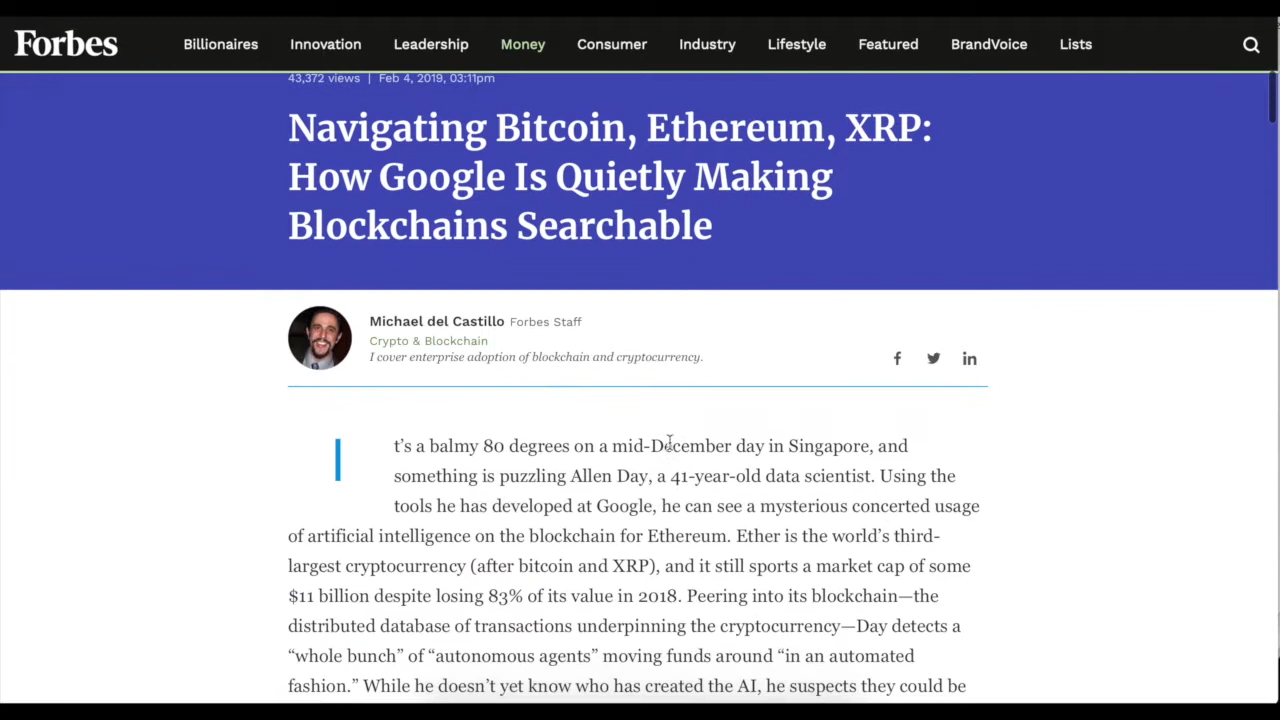 Forbes
Billionaires Innovation Leadership Money Consumer Industry Lifestyle Featured BrandVoice Lists
43,372 views | Feb 4, 2019, 03:11pm
Navigating Bitcoin, Ethereum, XRP:
How Google Is Quietly Making
Blockchains Searchable
Michael del Castillo Forbes Staff
Crypto & Blockchain
I cover enterprise adoption of blockchain and cryptocurrency.
It’s a balmy 80 degrees on a mid-December day in Singapore, and
something is puzzling Allen Day, a 41-year-old data scientist. Using the
tools he has developed at Google, he can see a mysterious concerted usage
of artificial intelligence on the blockchain for Ethereum. Ether is the world’s third-
largest cryptocurrency (after bitcoin and XRP), and it still sports a market cap of some
$11 billion despite losing 83% of its value in 2018. Peering into its blockchain—the
distributed database of transactions underpinning the cryptocurrency—Day detects a
“whole bunch” of “autonomous agents” moving funds around “in an automated
fashion.” While he doesn’t yet know who has created the AI, he suspects they could be